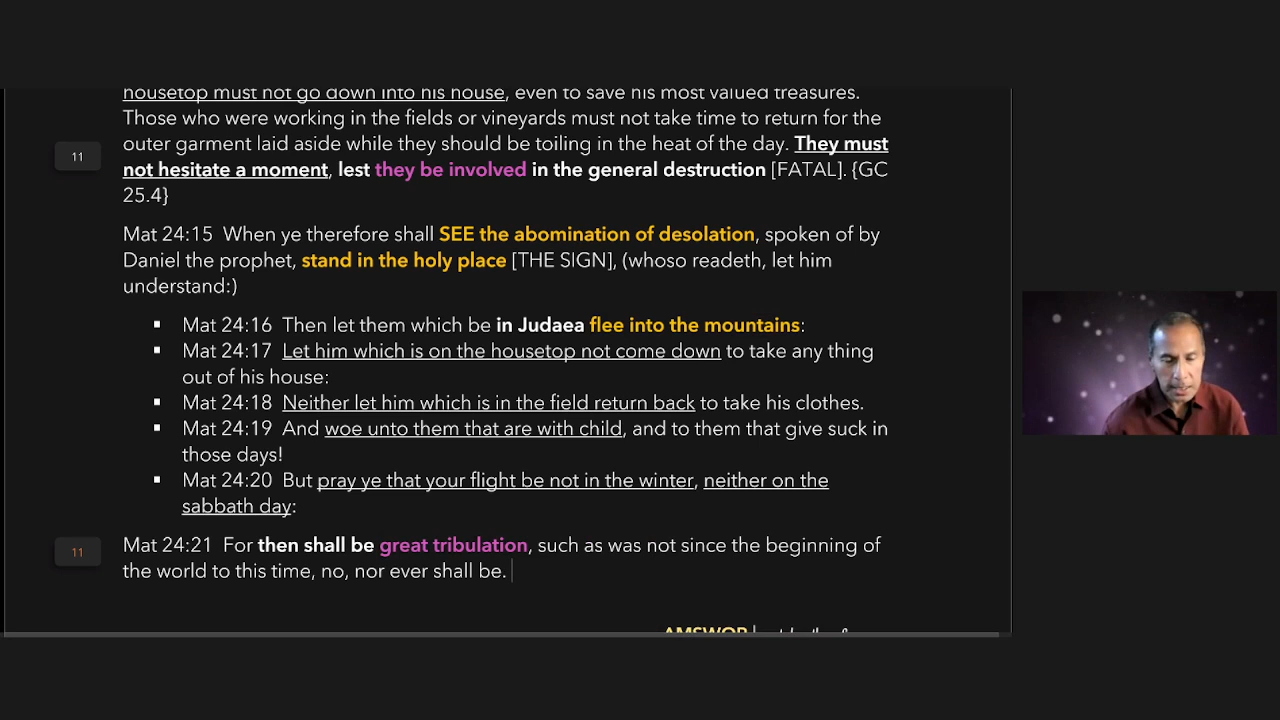 housetop must not go down into his house, even to save his most valued treasures.
Those who were working in the fields or vineyards must not take time to return for the
outer garment laid aside while they should be toiling in the heat of the day. They must
11
not hesitate a moment, lest they be involved in the general destruction [FATAL]. {GC
25.4}
Mat 24:15 When ye therefore shall SEE the abomination of desolation, spoken of by
Daniel the prophet, stand in the holy place [THE SIGN], (whoso readeth, let him
understand:)
▪ Mat 24:16 Then let them which be in Judaea flee into the mountains:
▪ Mat 24:17 Let him which is on the housetop not come down to take any thing
out of his house:
▪ Mat 24:18 Neither let him which is in the field return back to take his clothes.
▪ Mat 24:19 And woe unto them that are with child, and to them that give suck in
those days!
▪ Mat 24:20 But pray ye that your flight be not in the winter, neither on the
sabbath day:
11
Mat 24:21 For then shall be great tribulation, such as was not since the beginning of
the world to this time, no, nor ever shall be.
AMSWOR